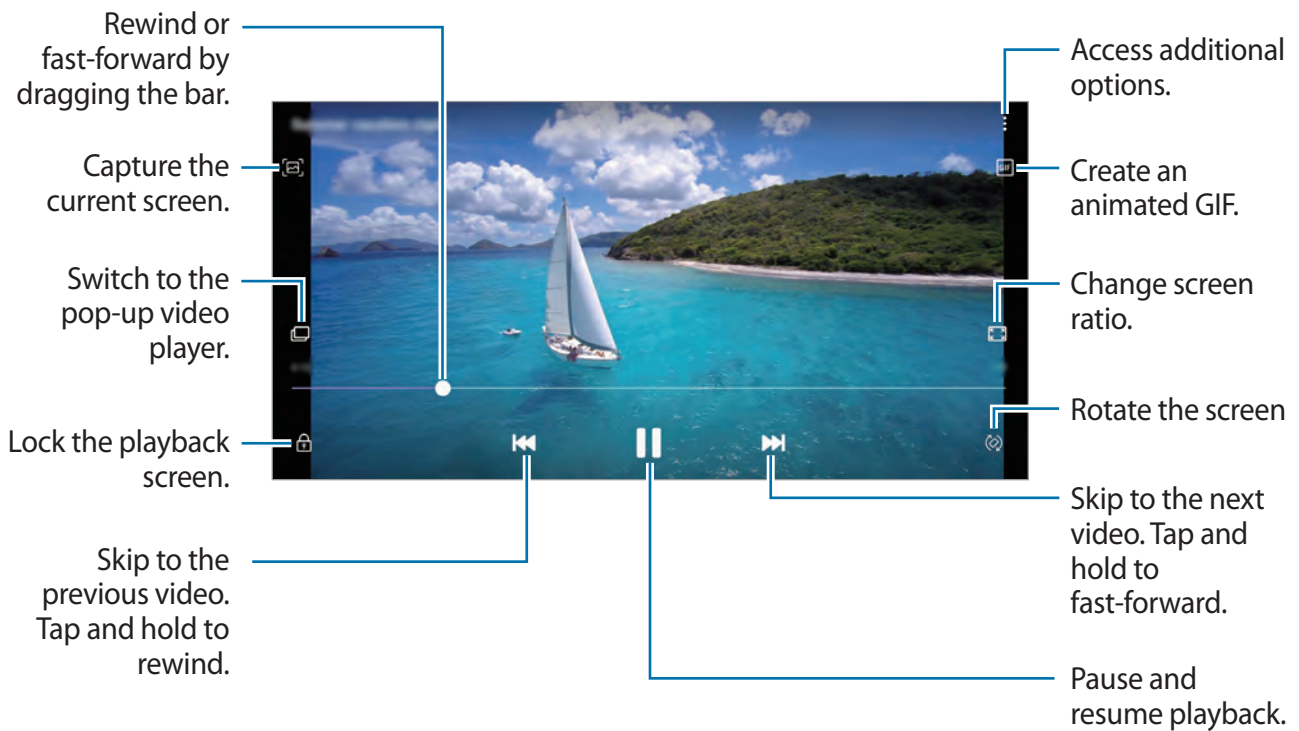 Rewind or
fast-forward by
dragging the bar.
Capture the
current screen.
Switch to the
pop-up video
player.
Lock the playback
screen.
Skip to the
previous video.
Tap and hold to
rewind.
Access additional
options.
GIF
Create an
animated GIF.
Change screen
ratio.
Rotate the screen
Skip to the next
video. Tap and
hold to
fast-forward.
Pause and
resume playback.